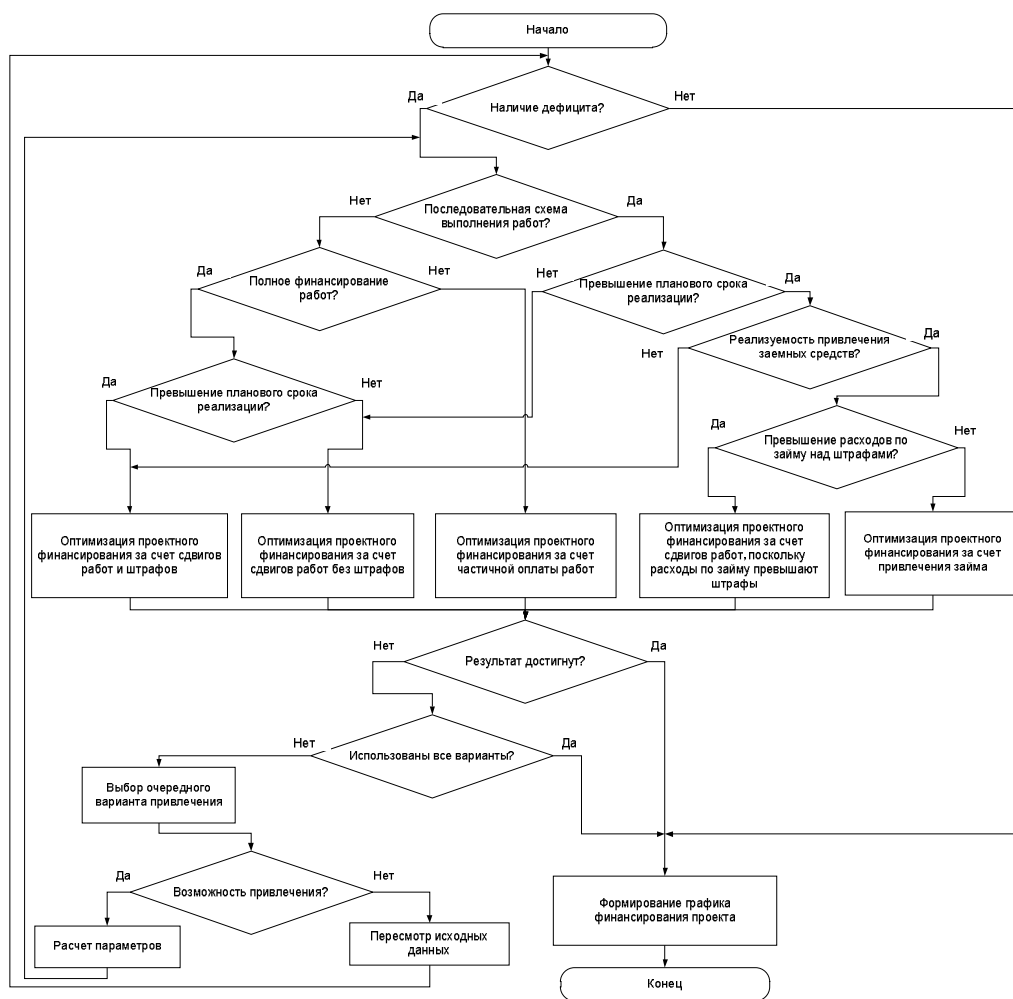 Начало
Наличие дефицита?
Да
Нет
Последовательная схема
выполнения работ?
Нет
Да
Полное финансирование
работ?
Да
Нет
Превышение планового срока
реализации?
Нет
Да
Реализуемость привлечения
заемных средств?
Нет
Да
Превышение планового срока
реализации?
Да
Нет
Превышение расходов по
займу над штрафами?
Да
Нет
Оптимизация проектного
финансирования за счет сдвигов
работ и штрафов
Оптимизация проектного
финансирования за счет
сдвигов работ без штрафов
Оптимизация проектного
финансирования за счет
частичной оплаты работ
Оптимизация проектного
финансирования за счет
сдвигов работ, поскольку
расходы по займу превышают
штрафы
Оптимизация проектного
финансирования за счет
привлечения займа
Результат достигнут?
Нет
Да
Использованы все варианты?
Нет
Да
Выбор очередного
варианта привлечения
Возможность привлечения?
Да
Нет
Расчет параметров
Пересмотр исходных
данных
Формирование графика
финансирования проекта
Конец